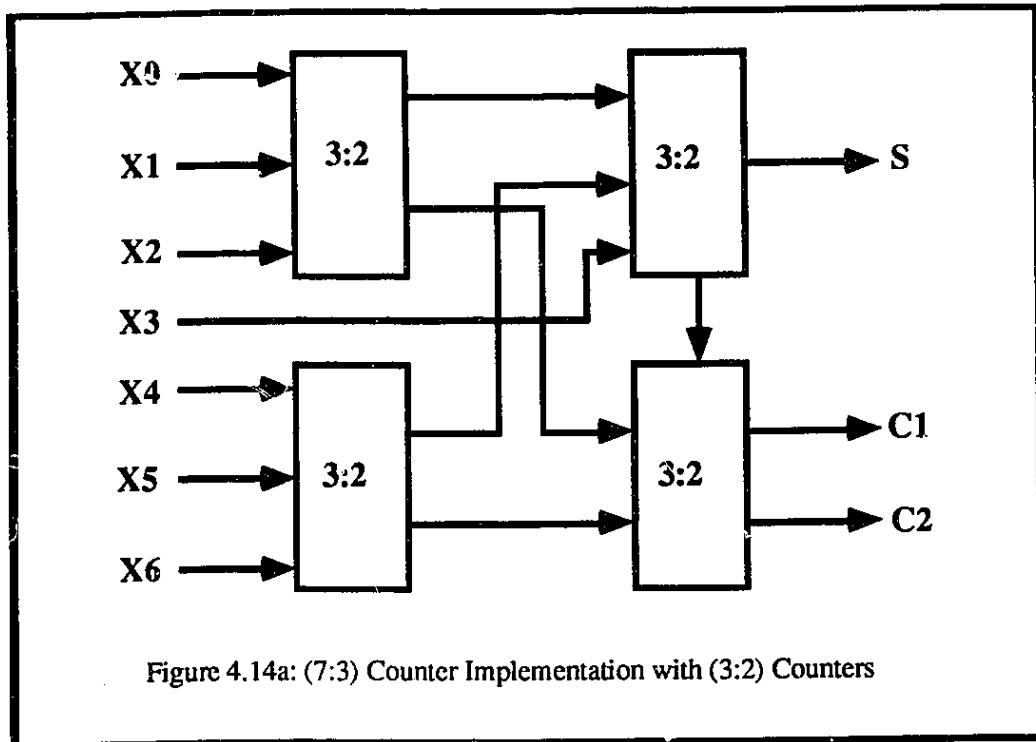 X0
X1
X2
X3
X4
X5
X6
3:2
3:2
3:2
3:2
S
C1
C2
Figure 4.14a: (7:3) Counter Implementation with (3:2) Counters